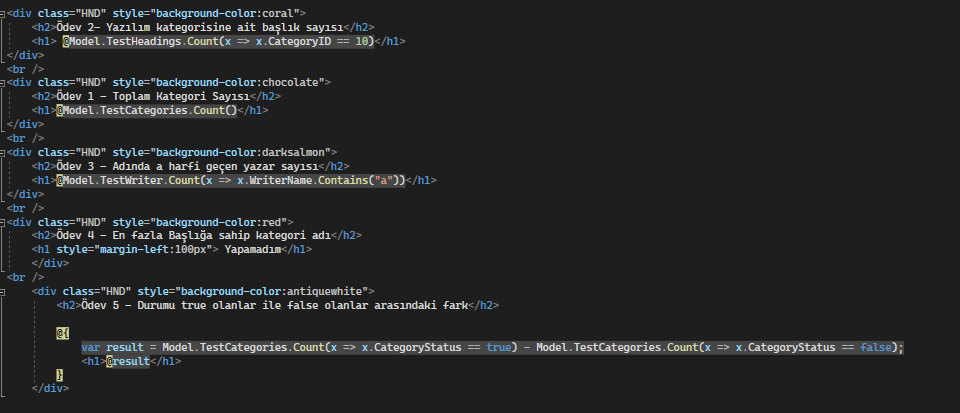 <div class="HND" style="background-color:coral">
<h2>Ödev 2– Yazılım kategorisine ait başlık sayısı</h2>
<h1> @Model.TestHeadings.Count(x => x.CategoryID == 10)</h1>
</div>
<br />
<div class="HND" style="background-color:chocolate">
<h2>Ödev 1 – Toplam Kategori Sayısı</h2>
<h1>@Model.TestCategories.Count()</h1>
</div>
<br />
<div class="HND" style="background-color:darksalmon">
<h2>Ödev 3 – Adında a harfi geçen yazar sayısı</h2>
<h1>@Model.TestWriter.Count(x => x.WriterName.Contains("a"))</h1>
</div>
<br />
<div class="HND" style="background-color:red">
<h2>Ödev 4 – En fazla Başlığa sahip kategori adı</h2>
<h1 style="margin-left:100px"> Yapamadım</h1>
</div>
<br />
<div class="HND" style="background-color:antiquewhite">
<h2>Ödev 5 – Durumu true olanlar ile false olanlar arasındaki fark</h2>
@{
var result = Model.TestCategories.Count(x => x.CategoryStatus == true) - Model.TestCategories.Count(x => x.CategoryStatus == false);
<h1>@result</h1>
}
</div>